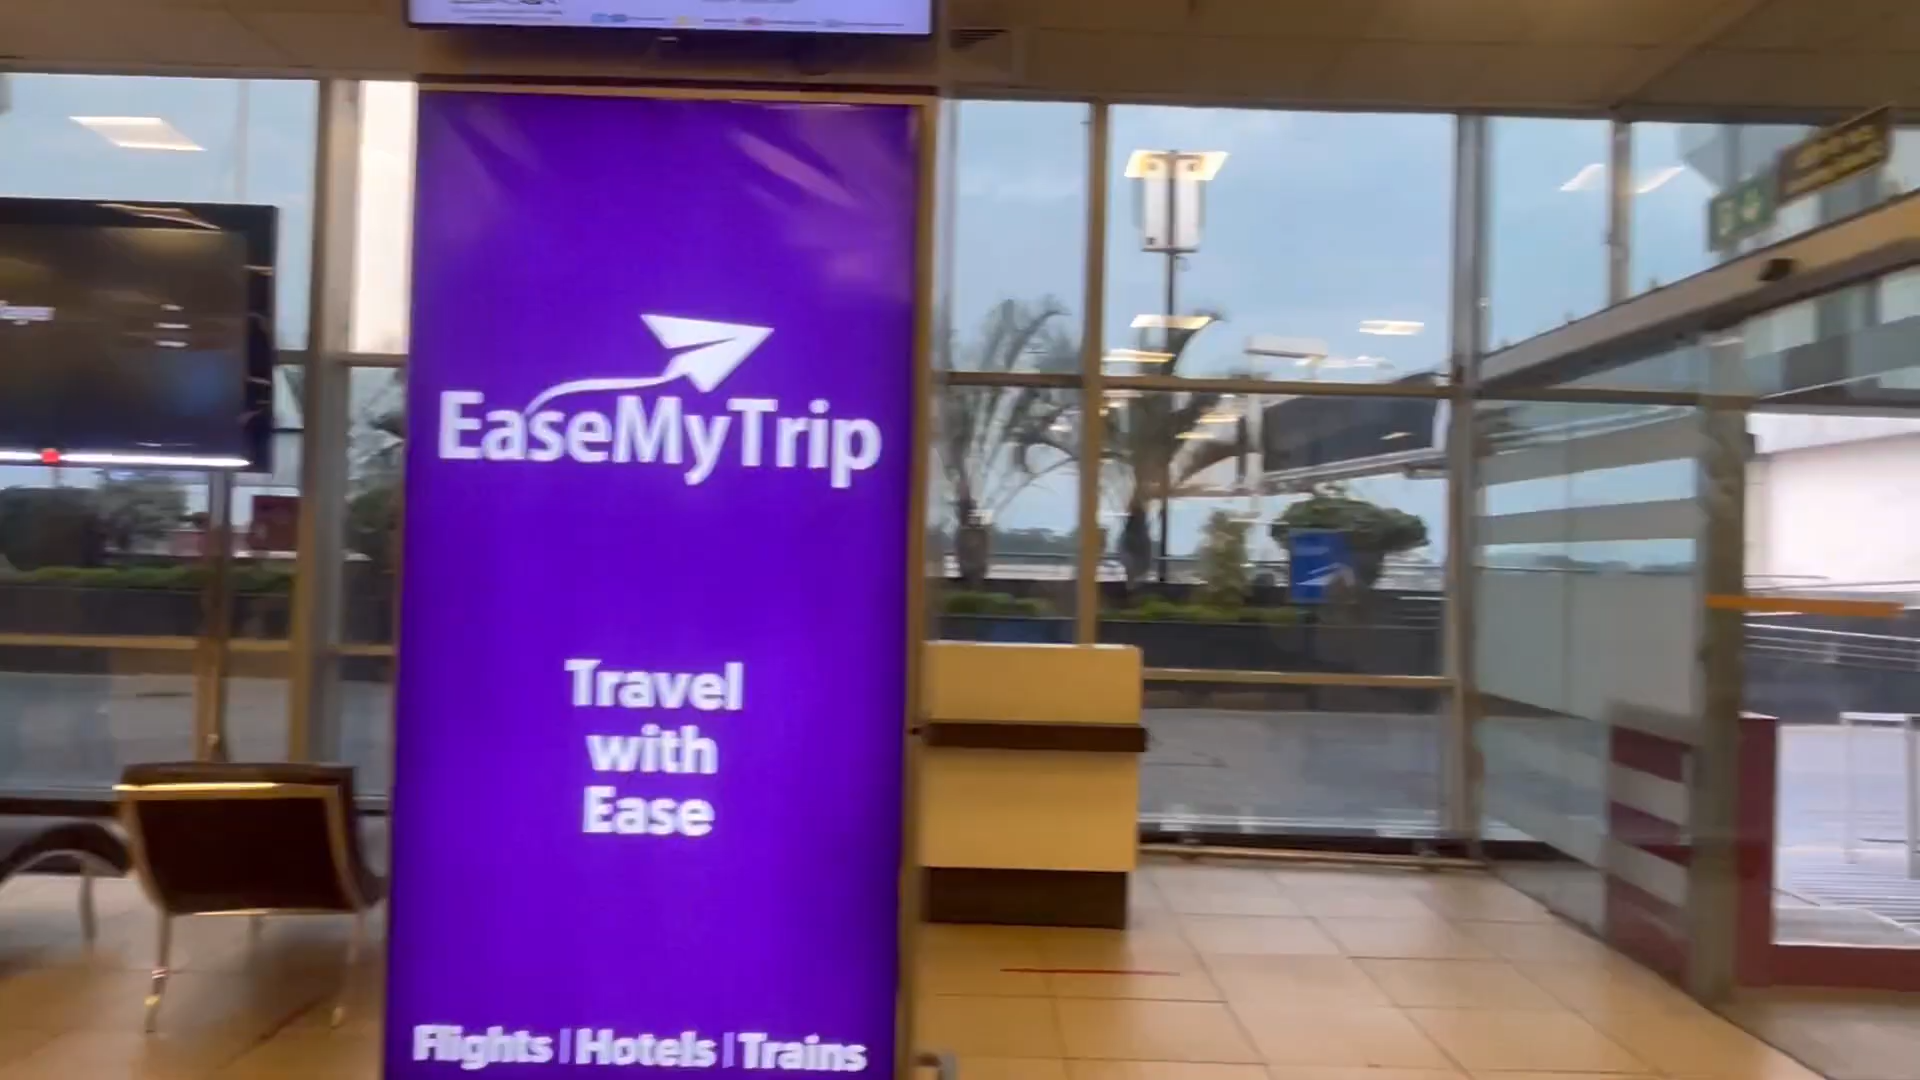 EaseMyTrip
Travel
with
Ease
Flights | Hotels | Trains